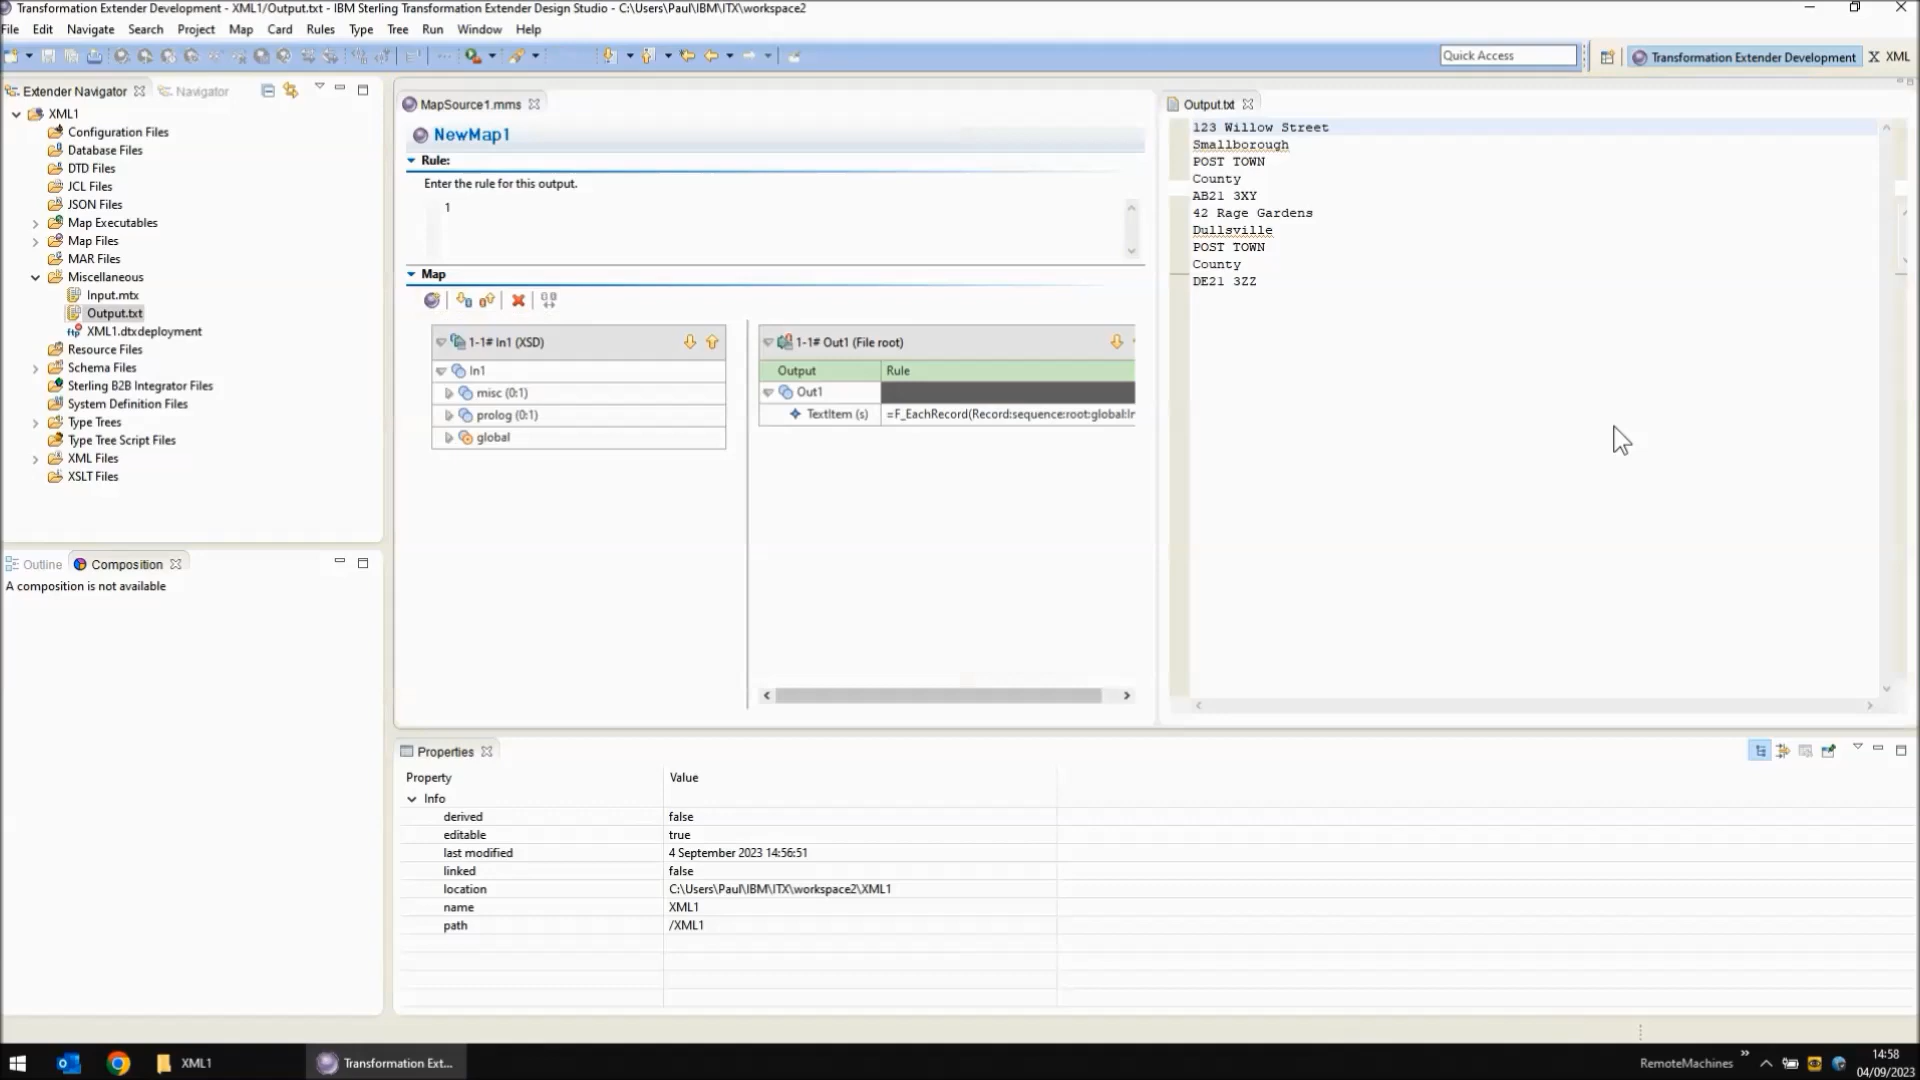 Transformation Extender Development - XML1/Output.txt - IBM Sterling Transformation Extender Design Studio - C:\Users\Paul\IBM\ITX\workspace2
File Edit Navigate Search Project Map Card Rules Type Tree Run Window Help
Quick Access
Transformation Extender Development
XML
Extender Navigator
Navigator
XML1
Configuration Files
Database Files
DTD Files
JCL Files
JSON Files
Map Executables
Map Files
MAR Files
Miscellaneous
Input.mtx
Output.txt
XML1.dtxdeployment
Resource Files
Schema Files
Sterling B2B Integrator Files
System Definition Files
Type Trees
Type Tree Script Files
XML Files
XSLT Files
Outline
Composition
A composition is not available
MapSource1.mms
NewMap1
Rule:
Enter the rule for this output.
1
Map
1-1# In1 (XSD)
In1
misc (0:1)
prolog (0:1)
global
1-1# Out1 (File root)
Output Rule
Out1
TextItem (s) =F_EachRecord(Record:sequence:root:global:Ir
Output.txt
123 Willow Street
Smallborough
POST TOWN
County
AB21 3XY
42 Rage Gardens
Dullsville
POST TOWN
County
DE21 3ZZ
Properties
Property Value
Info
derived false
editable true
last modified 4 September 2023 14:56:51
linked false
location C:\Users\Paul\IBM\ITX\workspace2\XML1
name XML1
path /XML1
XML1
Transformation Ext...
RemoteMachines
14:58
04/09/2023